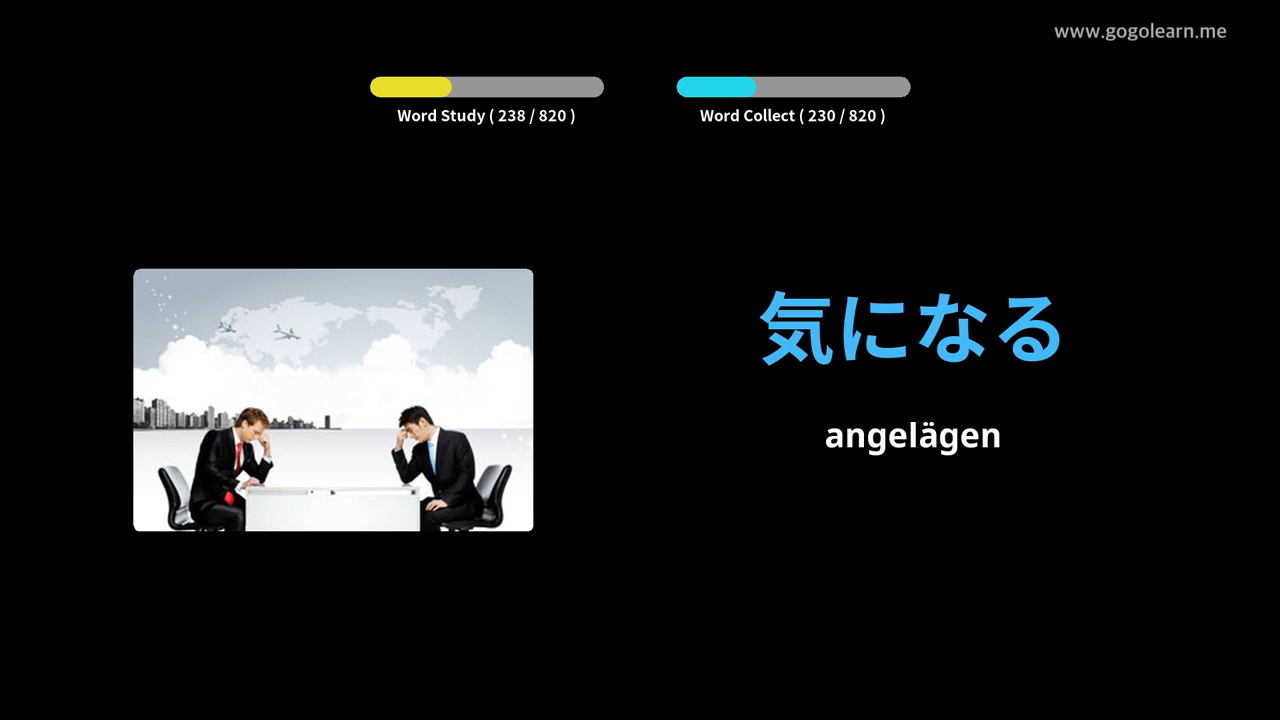 www.gogolearn.me
Word Study ( 238 / 820 )
Word Collect ( 230 / 820 )
気になる
angelägen